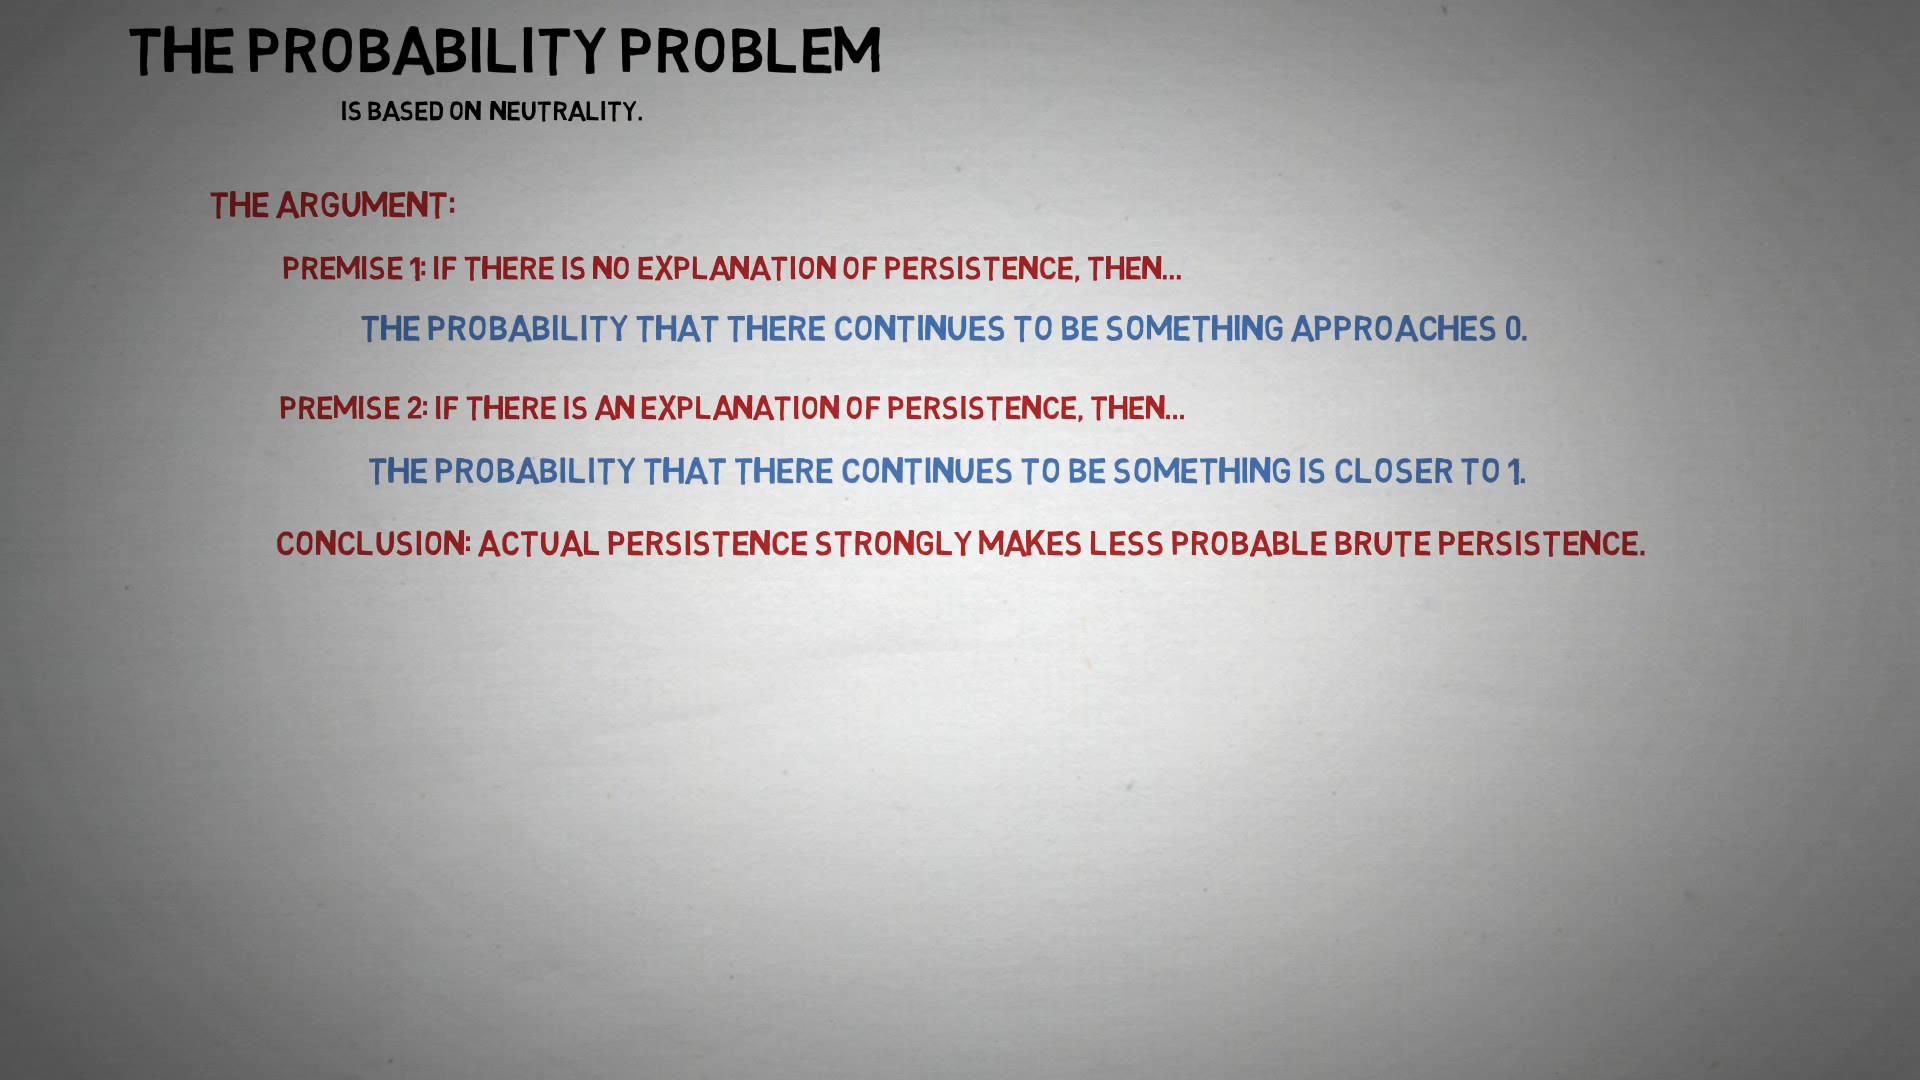 THE PROBABILITY PROBLEM
IS BASED ON NEUTRALITY.
THE ARGUMENT:
PREMISE 1: IF THERE IS NO EXPLANATION OF PERSISTENCE, THEN...
THE PROBABILITY THAT THERE CONTINUES TO BE SOMETHING APPROACHES 0.
PREMISE 2: IF THERE IS AN EXPLANATION OF PERSISTENCE, THEN...
THE PROBABILITY THAT THERE CONTINUES TO BE SOMETHING IS CLOSER TO 1.
CONCLUSION: ACTUAL PERSISTENCE STRONGLY MAKES LESS PROBABLE BRUTE PERSISTENCE.